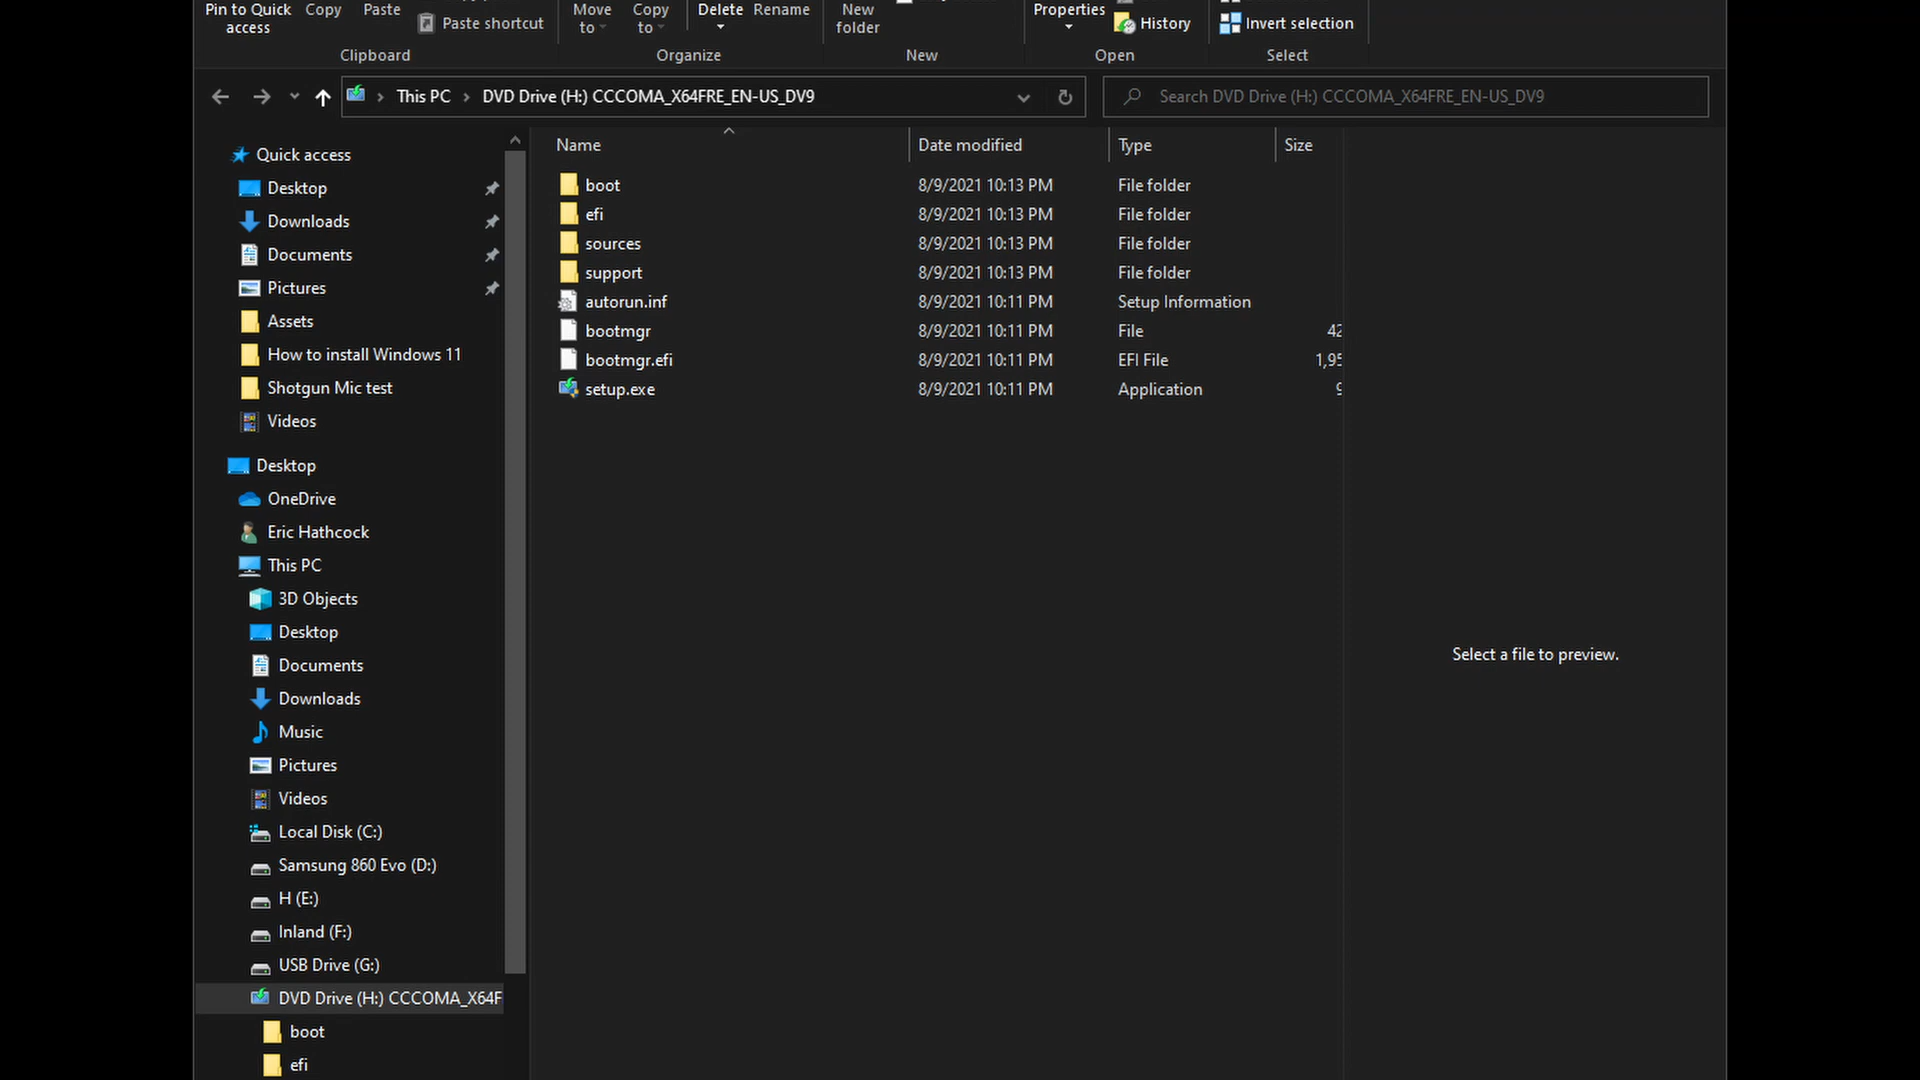 Pin to Quick access
Copy
Paste
Paste shortcut
Move to
Copy to
Delete
Rename
New folder
Properties
History
Invert selection
Clipboard
Organize
New
Open
Select
This PC
DVD Drive (H:) CCCOMA_X64FRE_EN-US_DV9
Search DVD Drive (H:) CCCOMA_X64FRE_EN-US_DV9
Quick access
Desktop
Downloads
Documents
Pictures
Assets
How to install Windows 11
Shotgun Mic test
Videos
Desktop
OneDrive
Eric Hathcock
This PC
3D Objects
Desktop
Documents
Downloads
Music
Pictures
Videos
Local Disk (C:)
Samsung 860 Evo (D:)
H (E:)
Inland (F:)
USB Drive (G:)
DVD Drive (H:) CCCOMA_X64F
boot
efi
Name Date modified Type Size
boot 8/9/2021 10:13 PM File folder
efi 8/9/2021 10:13 PM File folder
sources 8/9/2021 10:13 PM File folder
support 8/9/2021 10:13 PM File folder
autorun.inf 8/9/2021 10:11 PM Setup Information
bootmgr 8/9/2021 10:11 PM File 42
bootmgr.efi 8/9/2021 10:11 PM EFI File 1,95
setup.exe 8/9/2021 10:11 PM Application 9
Select a file to preview.